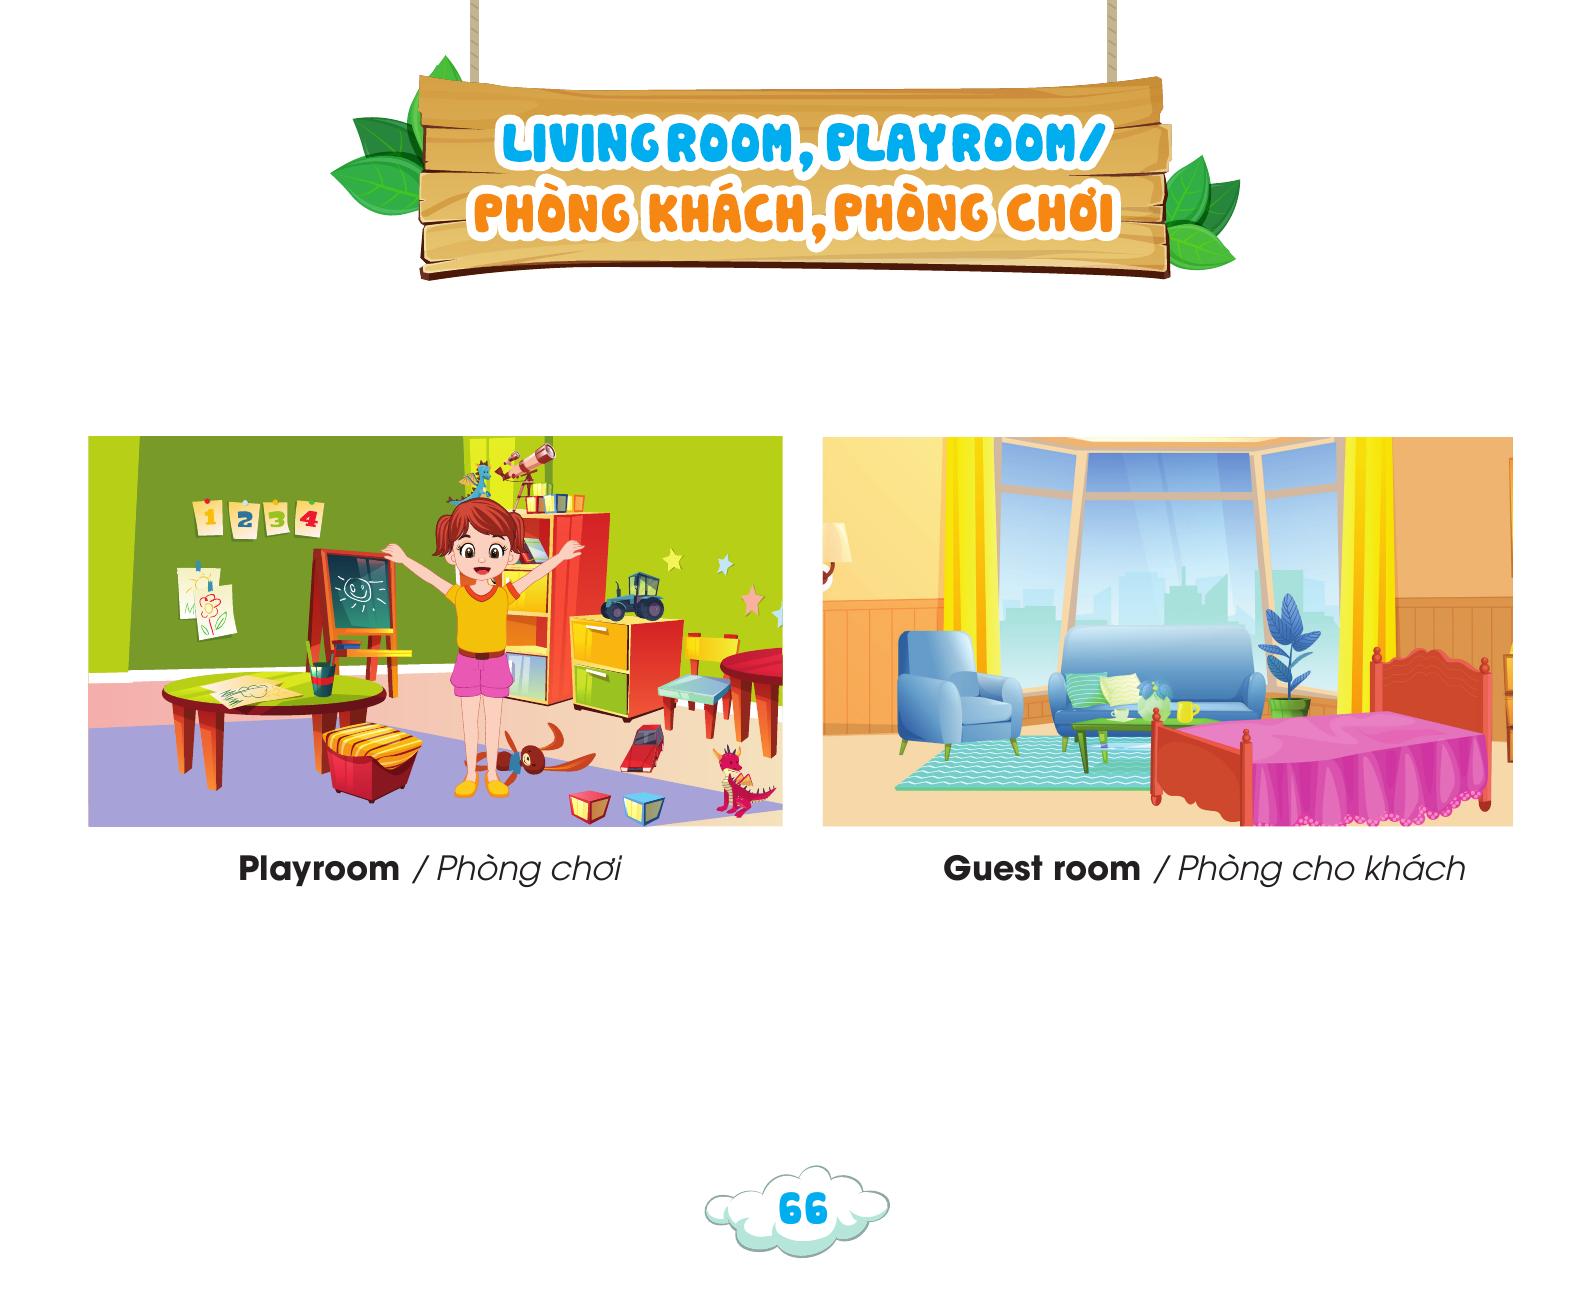 LIVING ROOM, PLAYROOM/
PHÒNG KHÁCH, PHÒNG CHƠI
1 2 3 4
Playroom / Phòng chơi
Guest room / Phòng cho khách
66